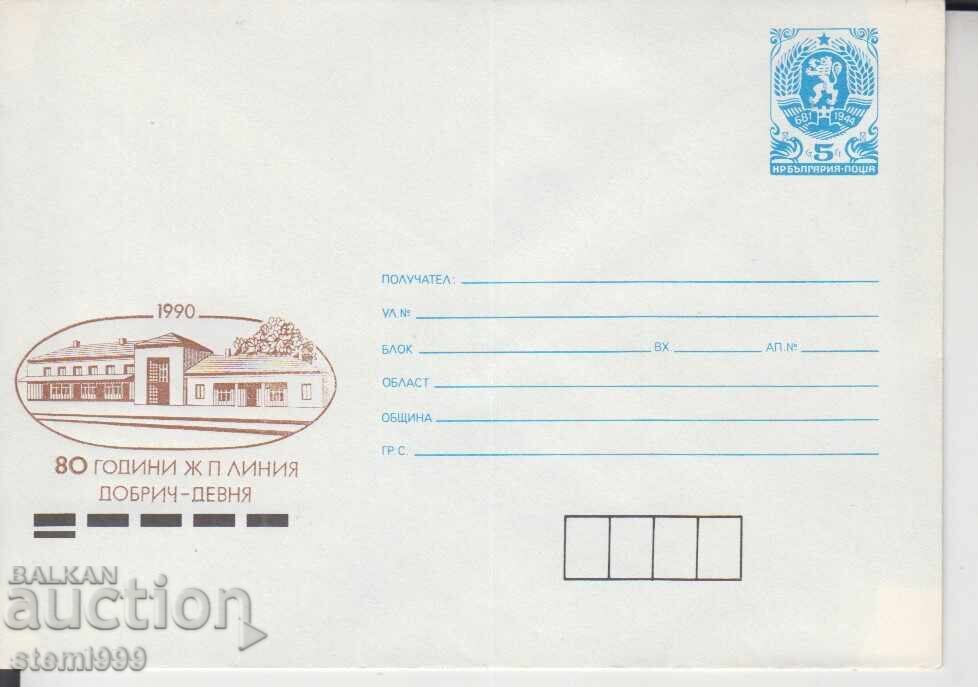 681 1944
5
НР БЪЛГАРИЯ·ПОЩА
ПОЛУЧАТЕЛ:
УЛ.№
БЛОК ВХ. АП.№
ОБЛАСТ
ОБЩИНА
ГР.С.
1990
80 ГОДИНИ Ж П ЛИНИЯ
ДОБРИЧ-ДЕВНЯ
BALKAN
auction
stemi999